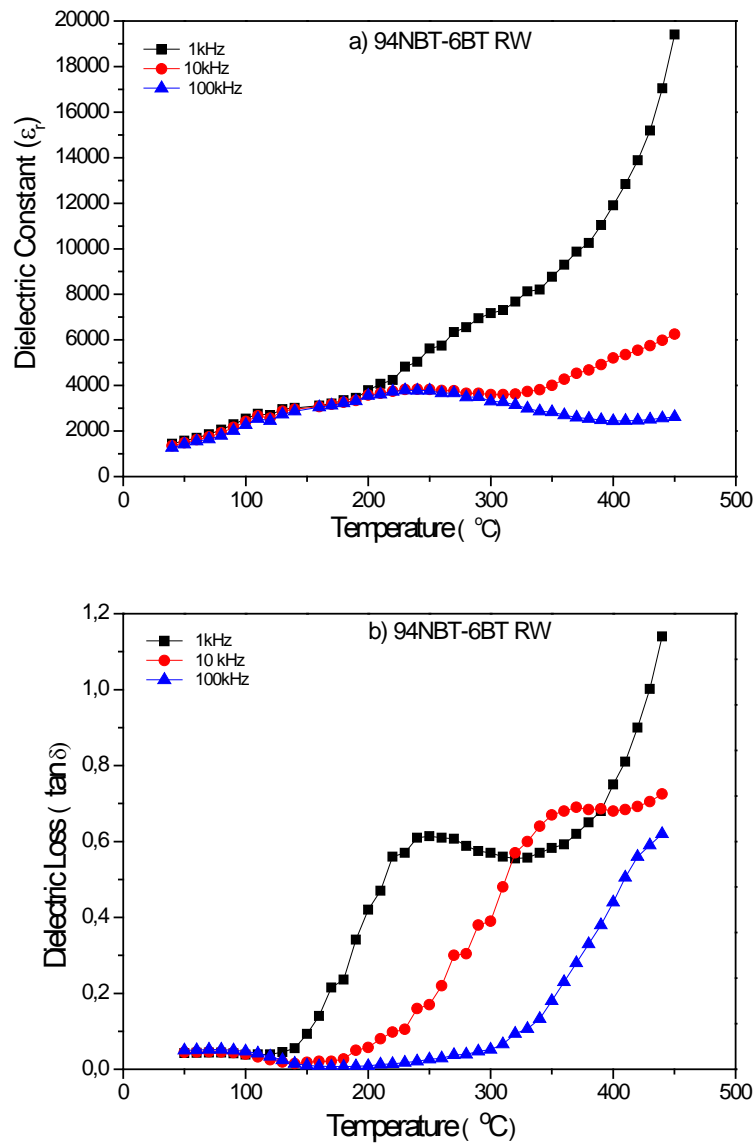 a) 94NBT-6BT RW
1kHz
10kHz
100kHz
20000
18000
16000
14000
12000
10000
8000
6000
4000
2000
0
Dielectric Constant (εr)
0 100 200 300 400 500
Temperature ( °C)
b) 94NBT-6BT RW
1kHz
10 kHz
100kHz
1,2
1,0
0,8
0,6
0,4
0,2
0,0
Dielectric Loss ( tan δ)
0 100 200 300 400 500
Temperature ( °C)